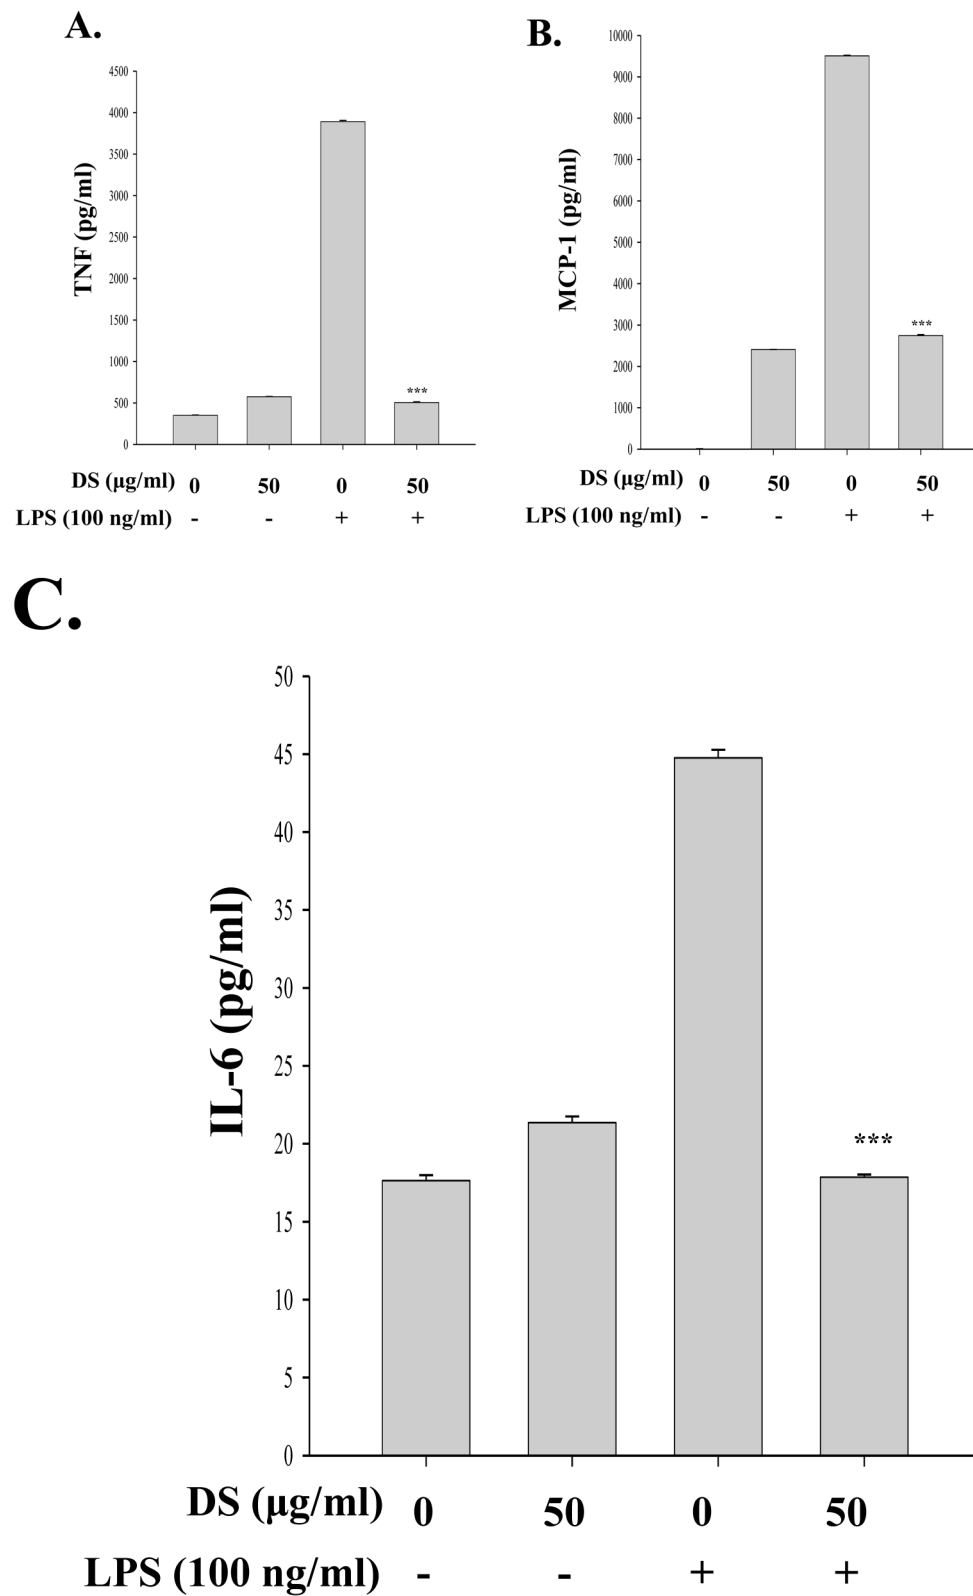 A.
4500
4000
3500
3000
2500
2000
1500
1000
500
0
TNF (pg/ml)
***
DS (µg/ml) 0 50 0 50
LPS (100 ng/ml) - - + +
B.
10000
9000
8000
7000
6000
5000
4000
3000
2000
1000
0
MCP-1 (pg/ml)
***
DS (µg/ml) 0 50 0 50
LPS (100 ng/ml) - - + +
C.
50
45
40
35
30
25
20
15
10
5
0
IL-6 (pg/ml)
***
DS (µg/ml) 0 50 0 50
LPS (100 ng/ml) - - + +